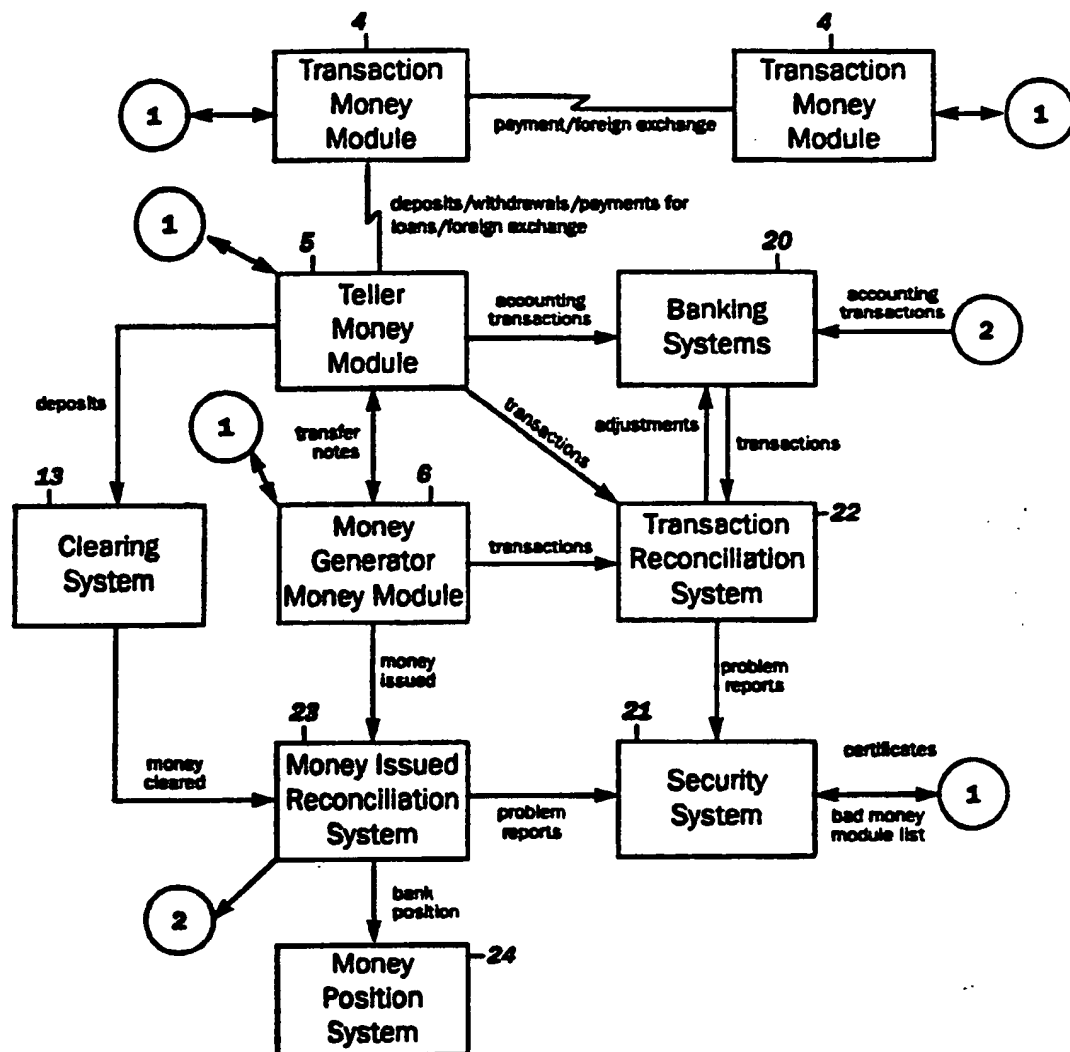 4
4
Transaction
Money
Module
Transaction
Money
Module
1
1
payment/foreign exchange
deposits/withdrawals/payments for
loans/foreign exchange
1
5
20
Teller
Money
Module
accounting
transactions
Banking
Systems
accounting
transactions
2
deposits
1
transfer
notes
transactions
adjustments
transactions
13
6
22
Clearing
System
Money
Generator
Money Module
transactions
Transaction
Reconciliation
System
money
issued
problem
reports
23
21
money
cleared
Money Issued
Reconciliation
System
problem
reports
Security
System
certificates
1
bad money
module list
2
bank
position
24
Money
Position
System